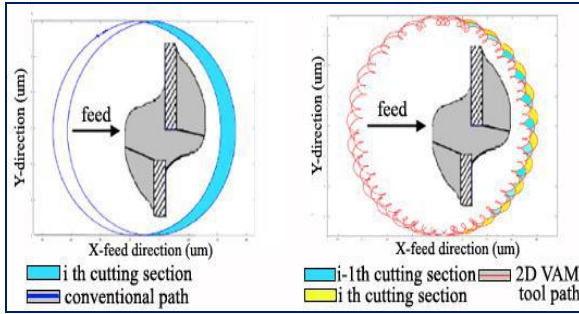 Y-direction (um)
feed
X-feed direction (um)
i th cutting section
conventional path
Y-direction (um)
feed
X-feed direction (um)
i-1th cutting section
i th cutting section
2D VAM
tool path